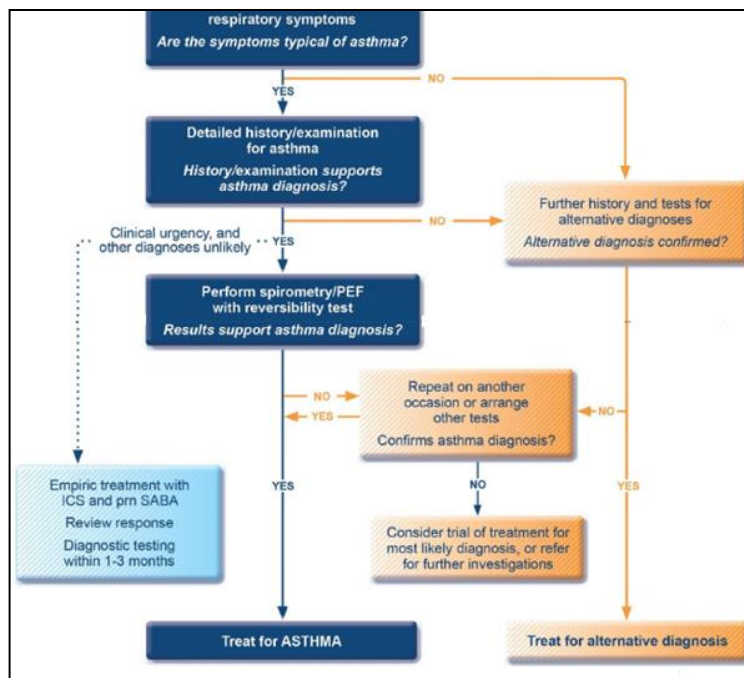 respiratory symptoms
Are the symptoms typical of asthma?
NO
YES
Detailed history/examination
for asthma
History/examination supports
asthma diagnosis?
Further history and tests for
alternative diagnoses
Alternative diagnosis confirmed?
Clinical urgency, and
other diagnoses unlikely
YES
NO
Perform spirometry/PEF
with reversibility test
Results support asthma diagnosis?
NO
YES
Repeat on another
occasion or arrange
other tests
Confirms asthma diagnosis?
NO
Empiric treatment with
ICS and prn SABA
Review response
Diagnostic testing
within 1-3 months
YES
NO
YES
Consider trial of treatment for
most likely diagnosis, or refer
for further investigations
Treat for ASTHMA
Treat for alternative diagnosis